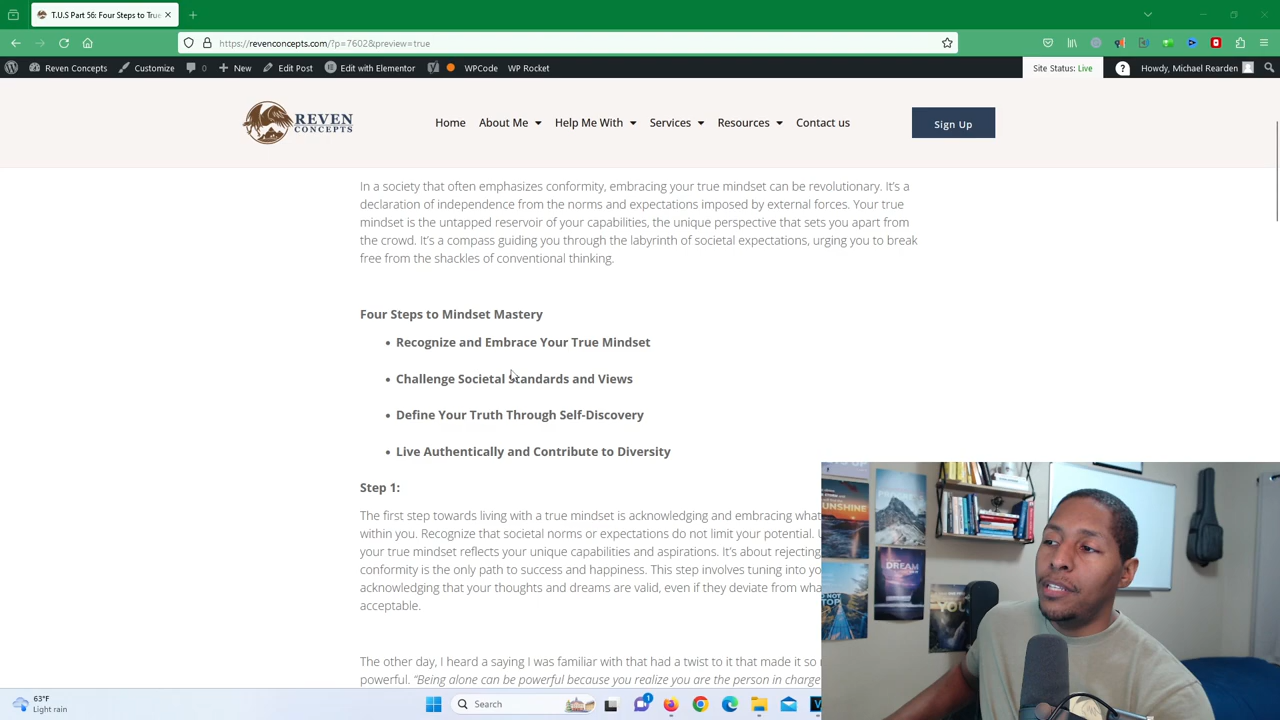 T.U.S Part 56: Four Steps to True
https://revenconcepts.com/?p=7602&preview=true
Reven Concepts Customize 0 New Edit Post Edit with Elementor WPCode WP Rocket Site Status: Live Howdy, Michael Rearden
REVEN CONCEPTS
Home About Me Help Me With Services Resources Contact us Sign Up
In a society that often emphasizes conformity, embracing your true mindset can be revolutionary. It's a
declaration of independence from the norms and expectations imposed by external forces. Your true
mindset is the untapped reservoir of your capabilities, the unique perspective that sets you apart from
the crowd. It's a compass guiding you through the labyrinth of societal expectations, urging you to break
free from the shackles of conventional thinking.
Four Steps to Mindset Mastery
• Recognize and Embrace Your True Mindset
• Challenge Societal Standards and Views
• Define Your Truth Through Self-Discovery
• Live Authentically and Contribute to Diversity
Step 1:
The first step towards living with a true mindset is acknowledging and embracing what
within you. Recognize that societal norms or expectations do not limit your potential.
your true mindset reflects your unique capabilities and aspirations. It's about rejecting
conformity is the only path to success and happiness. This step involves tuning into
acknowledging that your thoughts and dreams are valid, even if they deviate from
acceptable.
The other day, I heard a saying I was familiar with that had a twist to it that made it so
powerful. "Being alone can be powerful because you realize you are the person in charge
SUNSHINE
DREAM
YOU
NOT
63°F
Light rain
Search
1